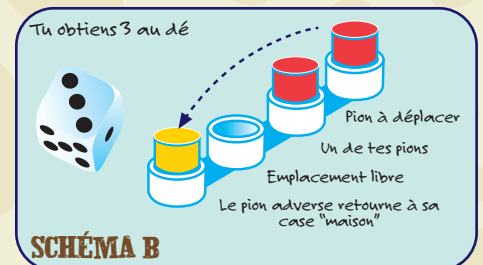 Tu obtiens 3 au dé
Pion à déplacer
Un de tes pions
Emplacement libre
Le pion adverse retourne à sa
case "maison"
SCHÉMA B